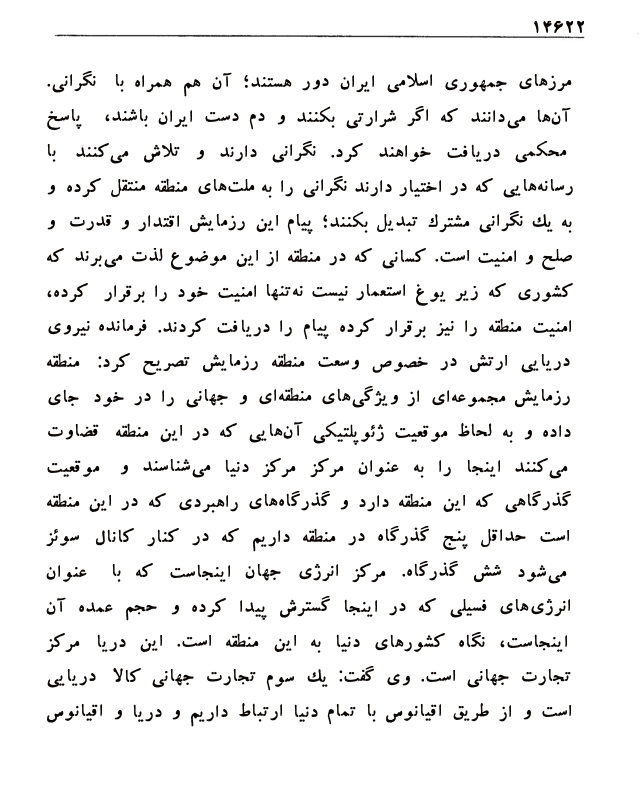 ۱۴۶۲۲
مرزهای جمهوری اسلامی ایران دور هستند؛ آن هم همراه با نگرانی.
آن‌ها می‌دانند که اگر شرارتی بکنند و دم دست ایران باشند، پاسخ
محکمی دریافت خواهند کرد. نگرانی دارند و تلاش می‌کنند با
رسانه‌هایی که در اختیار دارند نگرانی را به ملت‌های منطقه منتقل کرده و
به یك نگرانی مشترك تبدیل بکنند؛ پیام این رزمایش اقتدار و قدرت و
صلح و امنیت است. کسانی که در منطقه از این موضوع لذت می‌برند که
کشوری که زیر یوغ استعمار نیست نه‌تنها امنیت خود را برقرار کرده،
امنیت منطقه را نیز برقرار کرده پیام را دریافت کردند. فرمانده نیروی
دریایی ارتش در خصوص وسعت منطقه رزمایش تصریح کرد: منطقه
رزمایش مجموعه‌ای از ویژگی‌های منطقه‌ای و جهانی را در خود جای
داده و به لحاظ موقعیت ژئوپلتیکی آن‌هایی که در این منطقه قضاوت
می‌کنند اینجا را به عنوان مرکز مرکز دنیا می‌شناسند و موقعیت
گذرگاهی که این منطقه دارد و گذرگاه‌های راهبردی که در این منطقه
است حداقل پنج گذرگاه در منطقه داریم که در کنار کانال سوئز
می‌شود شش گذرگاه. مرکز انرژی جهان اینجاست که با عنوان
انرژی‌های فسیلی که در اینجا گسترش پیدا کرده و حجم عمده آن
اینجاست، نگاه کشورهای دنیا به این منطقه است. این دریا مرکز
تجارت جهانی است. وی گفت: یك سوم تجارت جهانی کالا دریایی
است و از طریق اقیانوس با تمام دنیا ارتباط داریم و دریا و اقیانوس